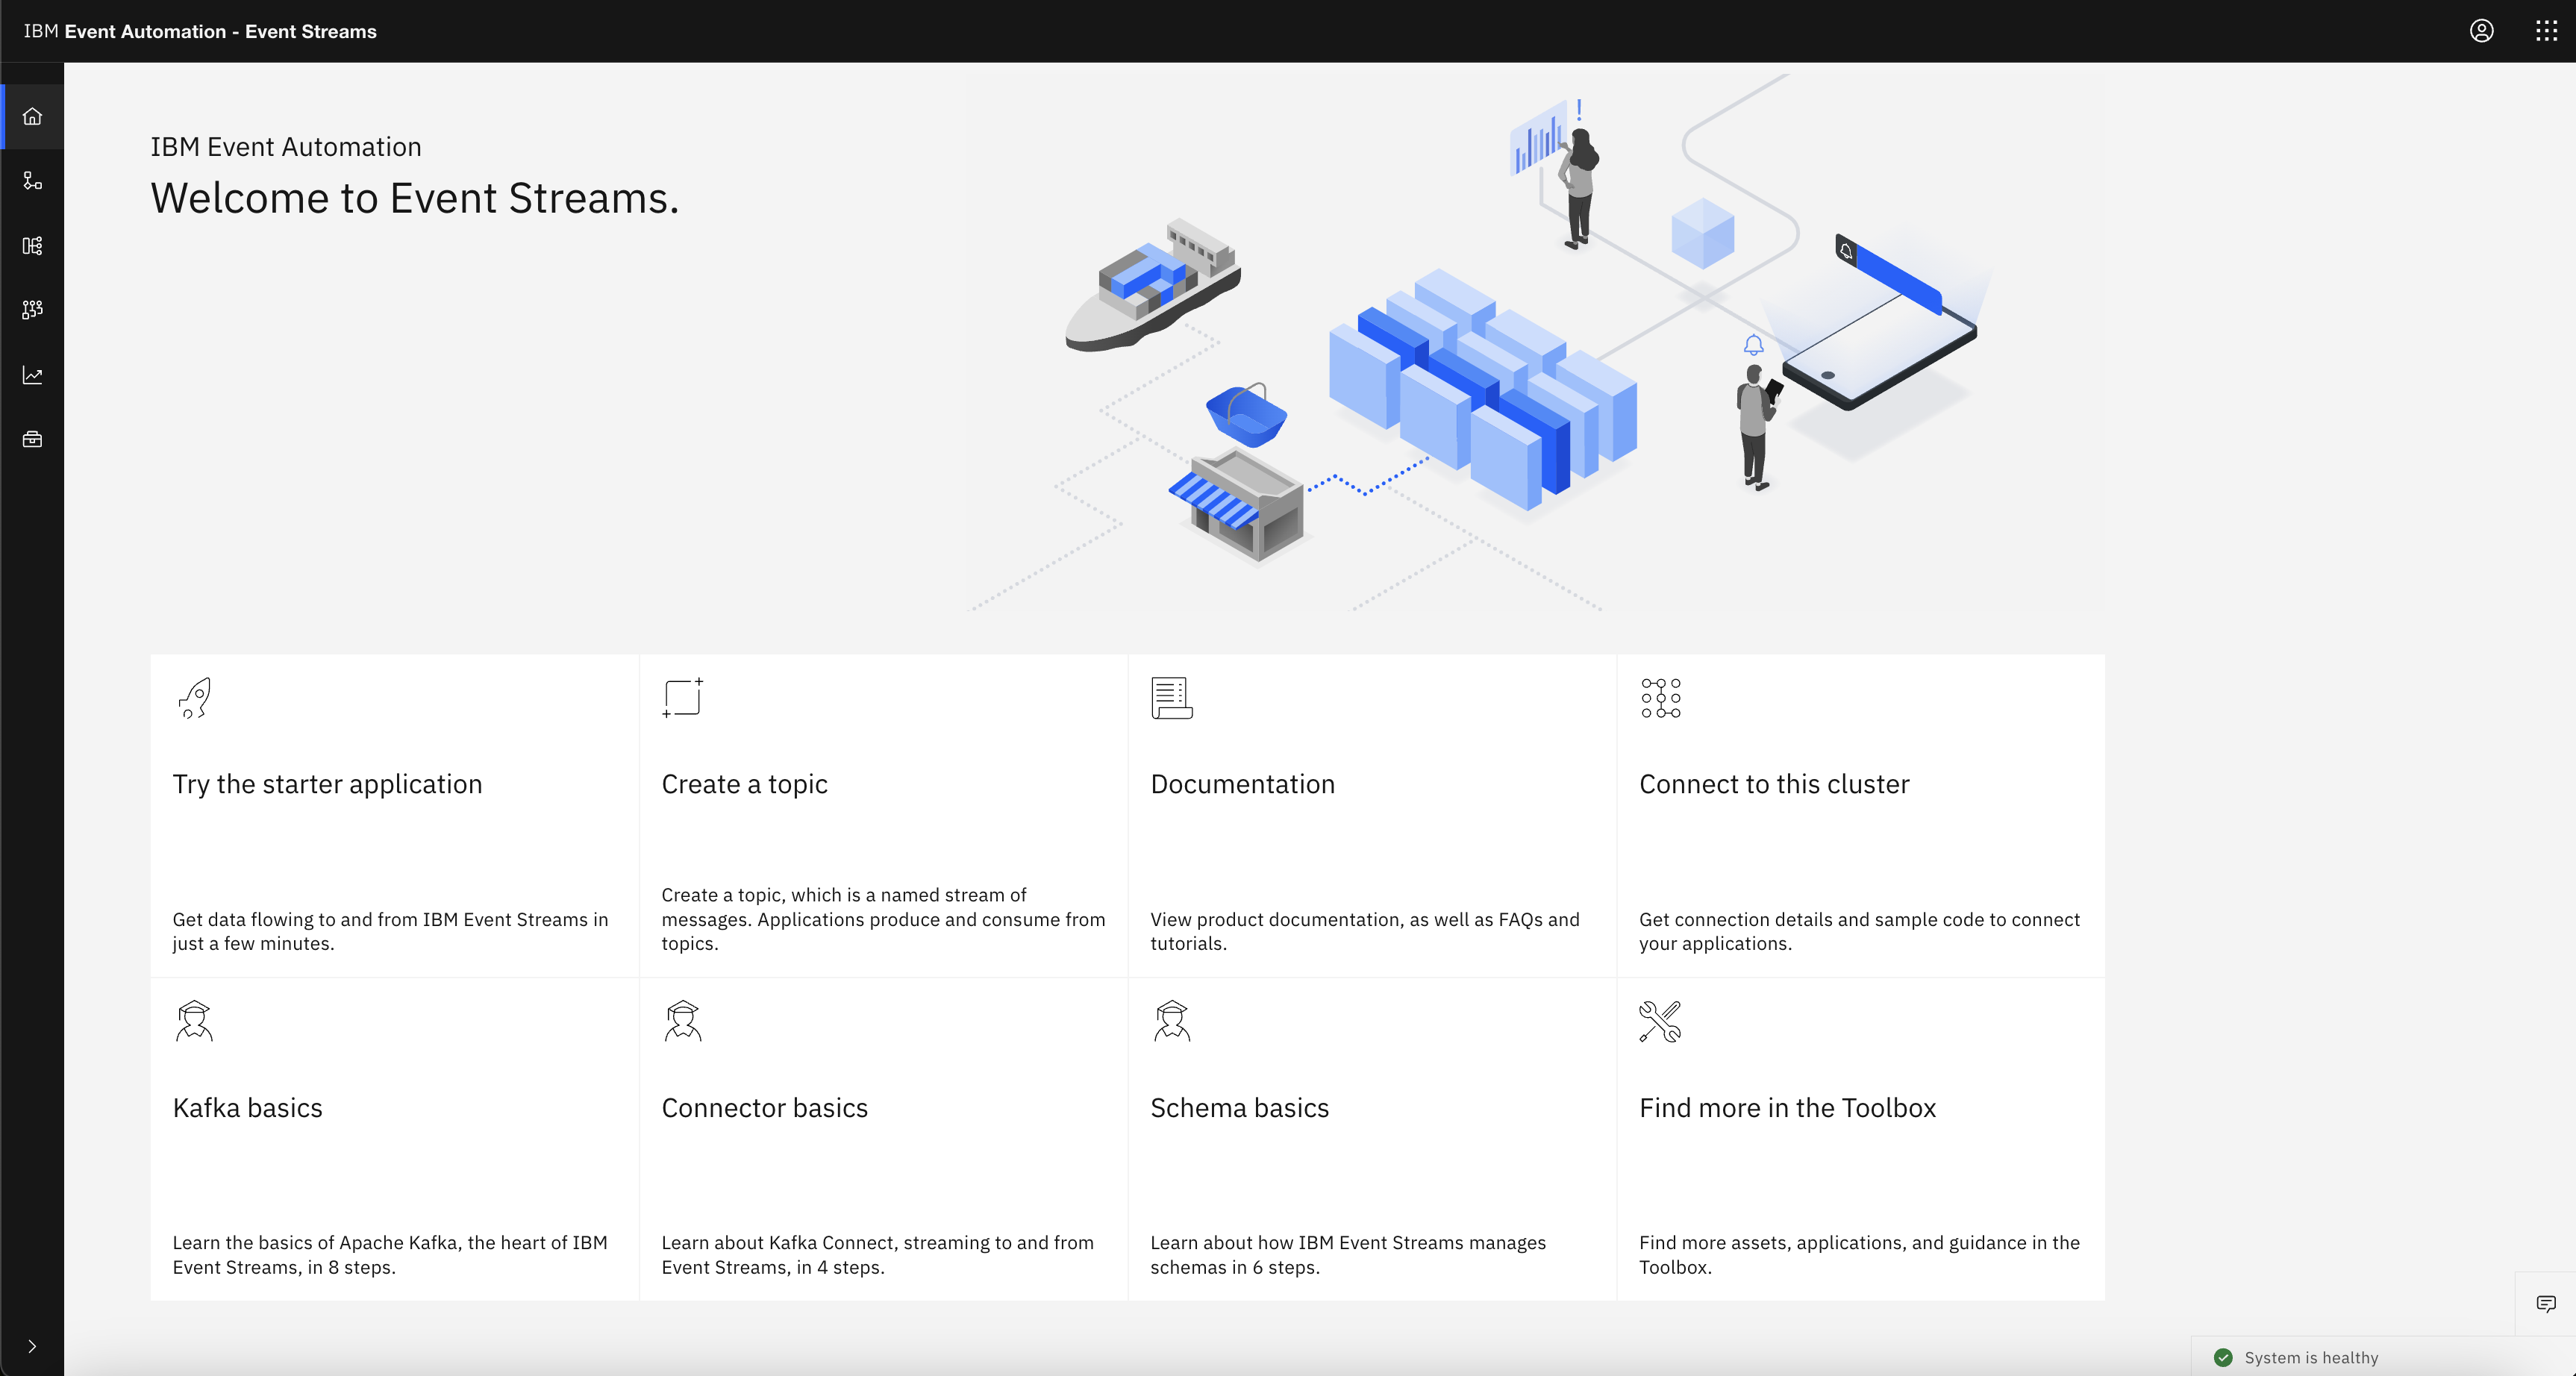 IBM Event Automation - Event Streams
IBM Event Automation
Welcome to Event Streams.
!
Try the starter application
Get data flowing to and from IBM Event Streams in
just a few minutes.
Create a topic
Create a topic, which is a named stream of
messages. Applications produce and consume from
topics.
Documentation
View product documentation, as well as FAQs and
tutorials.
Connect to this cluster
Get connection details and sample code to connect
your applications.
Kafka basics
Learn the basics of Apache Kafka, the heart of IBM
Event Streams, in 8 steps.
Connector basics
Learn about Kafka Connect, streaming to and from
Event Streams, in 4 steps.
Schema basics
Learn about how IBM Event Streams manages
schemas in 6 steps.
Find more in the Toolbox
Find more assets, applications, and guidance in the
Toolbox.
System is healthy